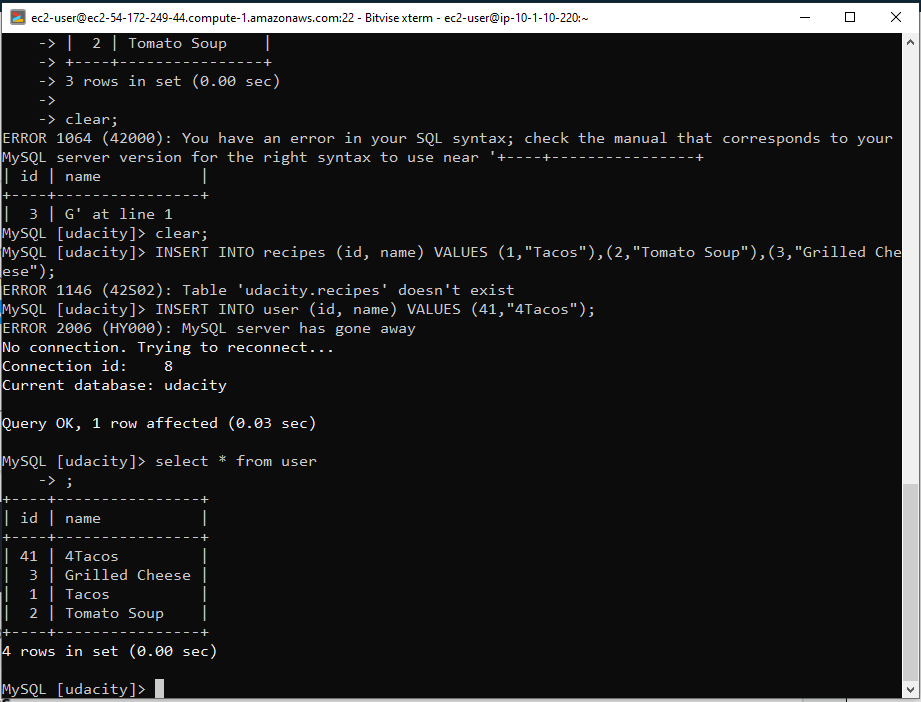 ec2-user@ec2-54-172-249-44.compute-1.amazonaws.com:22 - Bitvise xterm - ec2-user@ip-10-1-10-220:~
    -> |  2 | Tomato Soup    |
    -> +----+----------------+
    -> 3 rows in set (0.00 sec)
    ->
    -> clear;
ERROR 1064 (42000): You have an error in your SQL syntax; check the manual that corresponds to your
MySQL server version for the right syntax to use near '+----+----------------+
| id | name           |
+----+----------------+
|  3 | G' at line 1
MySQL [udacity]> clear;
MySQL [udacity]> INSERT INTO recipes (id, name) VALUES (1,"Tacos"),(2,"Tomato Soup"),(3,"Grilled Che
ese");
ERROR 1146 (42S02): Table 'udacity.recipes' doesn't exist
MySQL [udacity]> INSERT INTO user (id, name) VALUES (41,"4Tacos");
ERROR 2006 (HY000): MySQL server has gone away
No connection. Trying to reconnect...
Connection id:    8
Current database: udacity

Query OK, 1 row affected (0.03 sec)

MySQL [udacity]> select * from user
    -> ;
+----+----------------+
| id | name           |
+----+----------------+
| 41 | 4Tacos         |
|  3 | Grilled Cheese |
|  1 | Tacos          |
|  2 | Tomato Soup    |
+----+----------------+
4 rows in set (0.00 sec)

MySQL [udacity]>